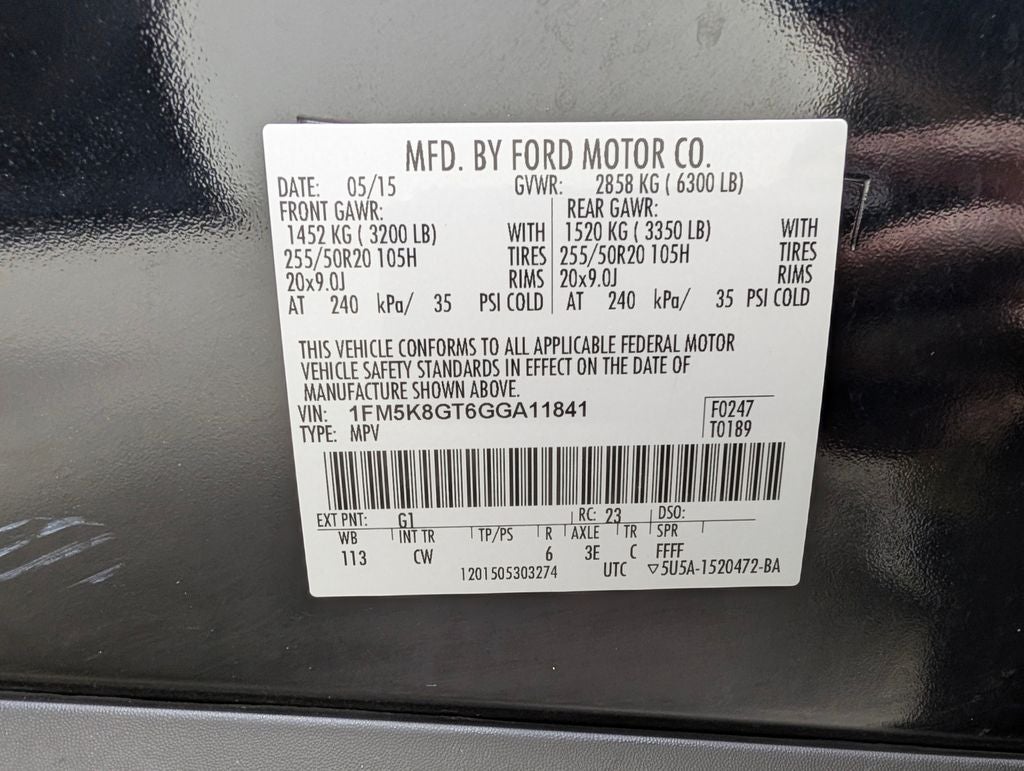 MFD. BY FORD MOTOR CO.
DATE: 05/15 GVWR: 2858 KG ( 6300 LB)
FRONT GAWR: REAR GAWR:
1452 KG ( 3200 LB) WITH 1520 KG ( 3350 LB) WITH
255/50R20 105H TIRES 255/50R20 105H TIRES
20x9.0J RIMS 20x9.0J RIMS
AT 240 kPa/ 35 PSI COLD AT 240 kPa/ 35 PSI COLD
THIS VEHICLE CONFORMS TO ALL APPLICABLE FEDERAL MOTOR
VEHICLE SAFETY STANDARDS IN EFFECT ON THE DATE OF
MANUFACTURE SHOWN ABOVE.
VIN: 1FM5K8GT6GGA11841 F0247
TYPE: MPV T0189
EXT PNT: G1 RC: 23 DSO:
WB INT TR TP/PS R AXLE TR SPR
113 CW 6 3E C FFFF
1201505303274 UTC ▽5U5A-1520472-BA